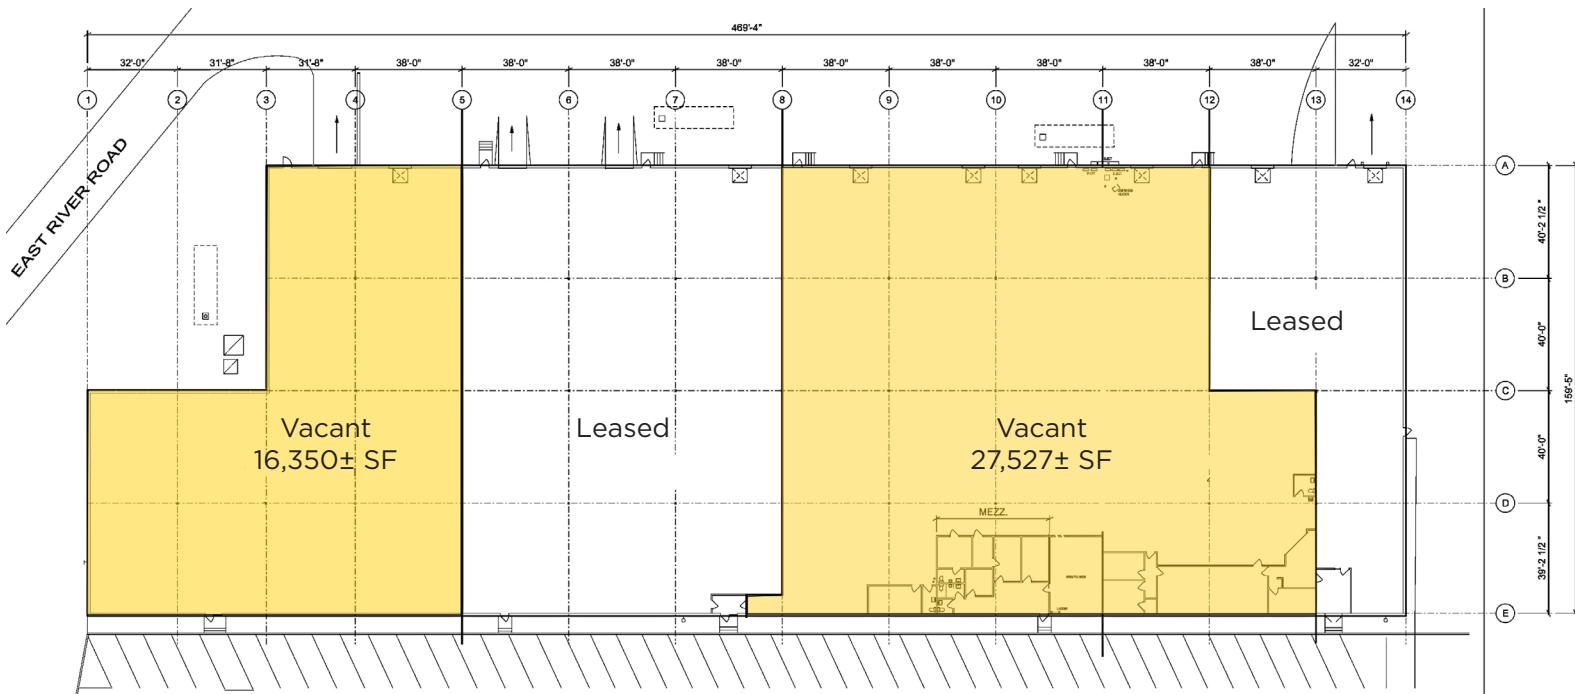 469'-4"
32'-0" 31'-8" 31'-8" 38'-0" 38'-0" 38'-0" 38'-0" 38'-0" 38'-0" 38'-0" 38'-0" 38'-0" 32'-0"
1 2 3 4 5 6 7 8 9 10 11 12 13 14
EAST RIVER ROAD
A
40'-2 1/2"
B
Leased
40'-0"
159'-5"
C
Vacant
16,350± SF
Leased
Vacant
27,527± SF
40'-0"
D
MEZZ.
39'-2 1/2"
E